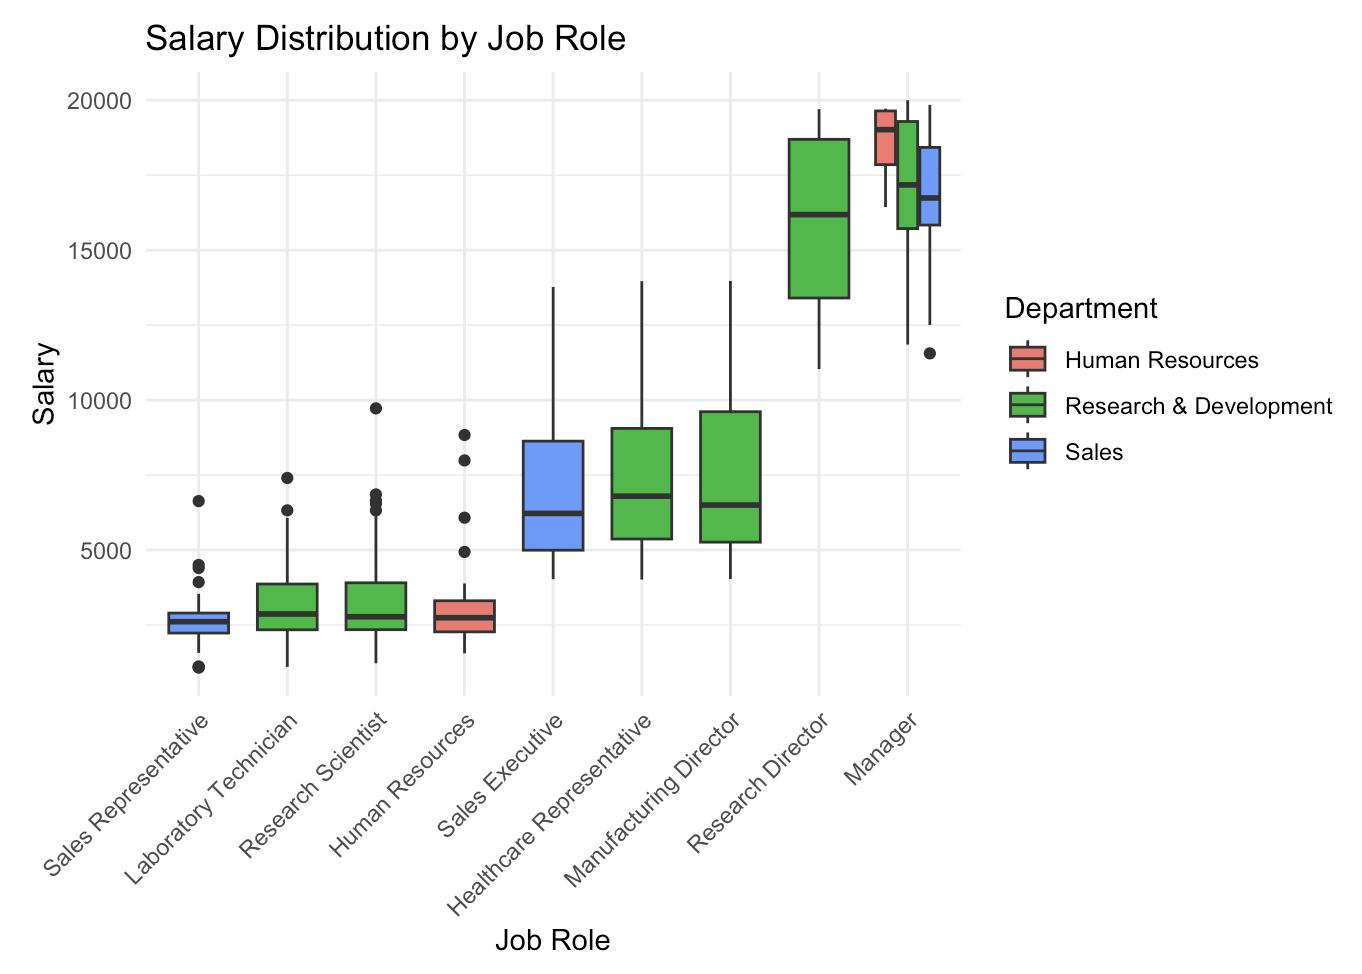 Salary Distribution by Job Role
20000
15000
10000
5000
Salary
Sales Representative
Laboratory Technician
Research Scientist
Human Resources
Sales Executive
Healthcare Representative
Manufacturing Director
Research Director
Manager
Job Role
Department
Human Resources
Research & Development
Sales